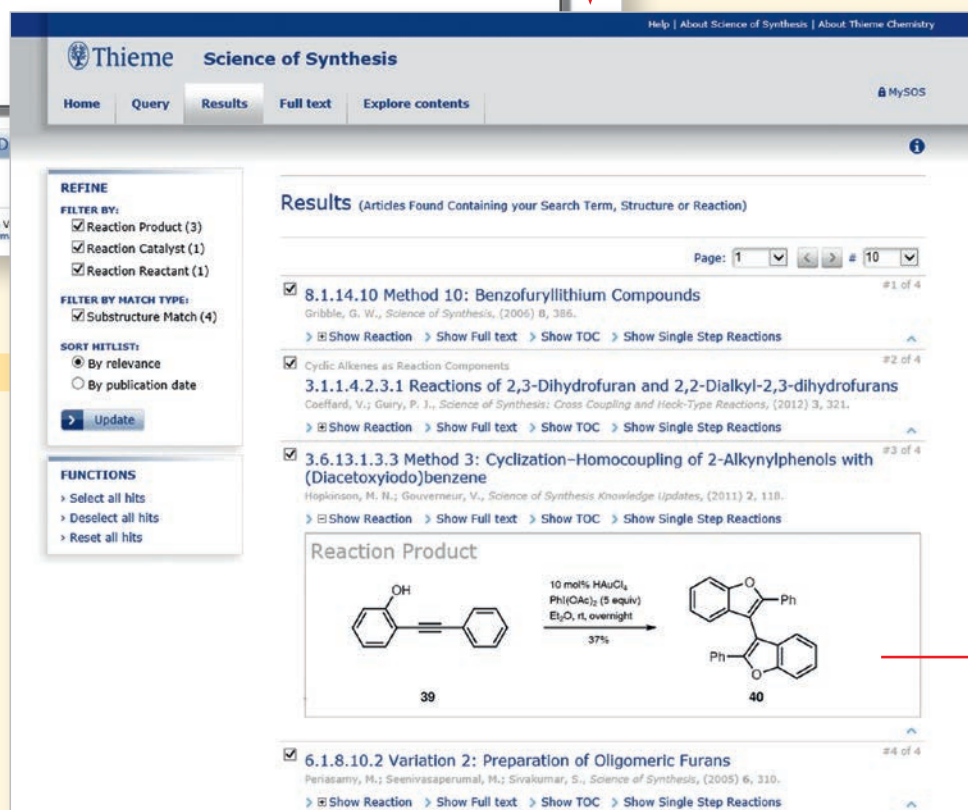 Help | About Science of Synthesis | About Thieme Chemistry
Thieme Science of Synthesis
Home Query Results Full text Explore contents
MySOS
REFINE
FILTER BY:
Reaction Product (3)
Reaction Catalyst (1)
Reaction Reactant (1)
FILTER BY MATCH TYPE:
Substructure Match (4)
SORT HITLIST:
By relevance
By publication date
Update
FUNCTIONS
› Select all hits
› Deselect all hits
› Reset all hits
Results (Articles Found Containing your Search Term, Structure or Reaction)
Page: 1 < > # 10
#1 of 4
8.1.14.10 Method 10: Benzofuryllithium Compounds
Gribble, G. W., Science of Synthesis, (2006) 8, 386.
> Show Reaction > Show Full text > Show TOC > Show Single Step Reactions
Cyclic Alkenes as Reaction Components
#2 of 4
3.1.1.4.2.3.1 Reactions of 2,3-Dihydrofuran and 2,2-Dialkyl-2,3-dihydrofurans
Coeffard, V.; Guiry, P. J., Science of Synthesis: Cross Coupling and Heck-Type Reactions, (2012) 3, 321.
> Show Reaction > Show Full text > Show TOC > Show Single Step Reactions
#3 of 4
3.6.13.1.3.3 Method 3: Cyclization–Homocoupling of 2-Alkynylphenols with
(Diacetoxyiodo)benzene
Hopkinson, M. N.; Gouverneur, V., Science of Synthesis Knowledge Updates, (2011) 2, 118.
> Show Reaction > Show Full text > Show TOC > Show Single Step Reactions
Reaction Product
OH
10 mol% HAuCl₄
PhI(OAc)₂ (5 equiv)
Et₂O, rt, overnight
37%
O
Ph
Ph
O
39
40
#4 of 4
6.1.8.10.2 Variation 2: Preparation of Oligomeric Furans
Periasamy, M.; Seenivasaperumal, M.; Sivakumar, S., Science of Synthesis, (2005) 6, 310.
> Show Reaction > Show Full text > Show TOC > Show Single Step Reactions